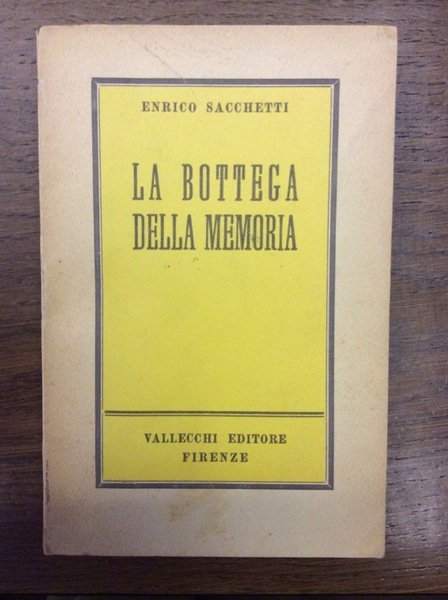 ENRICO SACCHETTI
LA BOTTEGA
DELLA MEMORIA
VALLECCHI EDITORE
FIRENZE